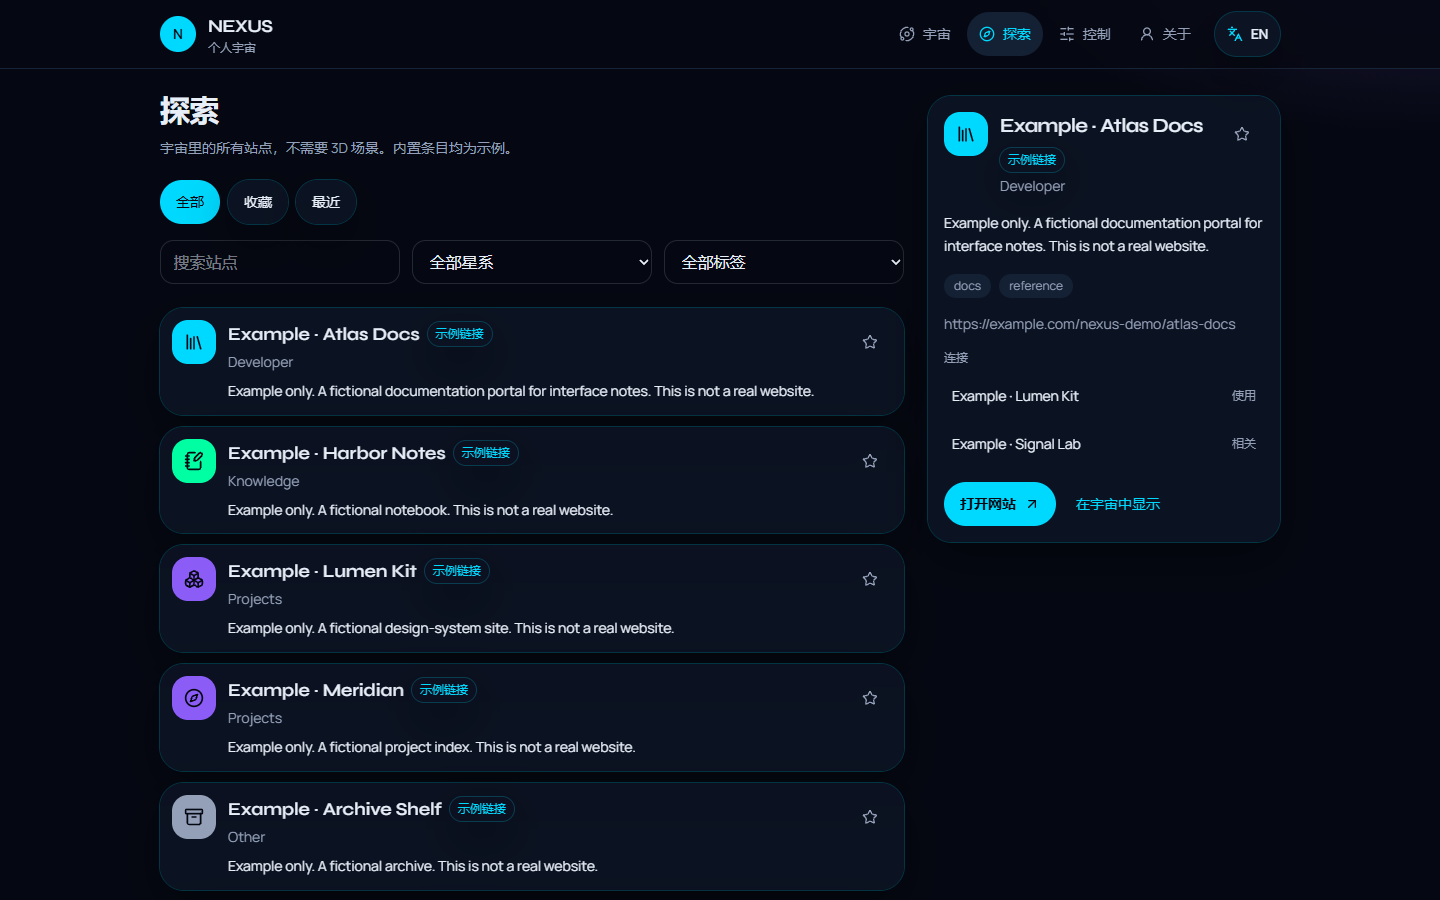 N
NEXUS
个人宇宙
宇宙
探索
控制
关于
EN
探索
宇宙里的所有站点，不需要 3D 场景。内置条目均为示例。
全部
收藏
最近
搜索站点
全部星系
全部标签
Example · Atlas Docs
示例链接
Developer
Example only. A fictional documentation portal for interface notes. This is not a real website.
Example · Harbor Notes
示例链接
Knowledge
Example only. A fictional notebook. This is not a real website.
Example · Lumen Kit
示例链接
Projects
Example only. A fictional design-system site. This is not a real website.
Example · Meridian
示例链接
Projects
Example only. A fictional project index. This is not a real website.
Example · Archive Shelf
示例链接
Other
Example only. A fictional archive. This is not a real website.
Example · Atlas Docs
示例链接
Developer
Example only. A fictional documentation portal for
interface notes. This is not a real website.
docs
reference
https://example.com/nexus-demo/atlas-docs
连接
Example · Lumen Kit
使用
Example · Signal Lab
相关
打开网站
在宇宙中显示